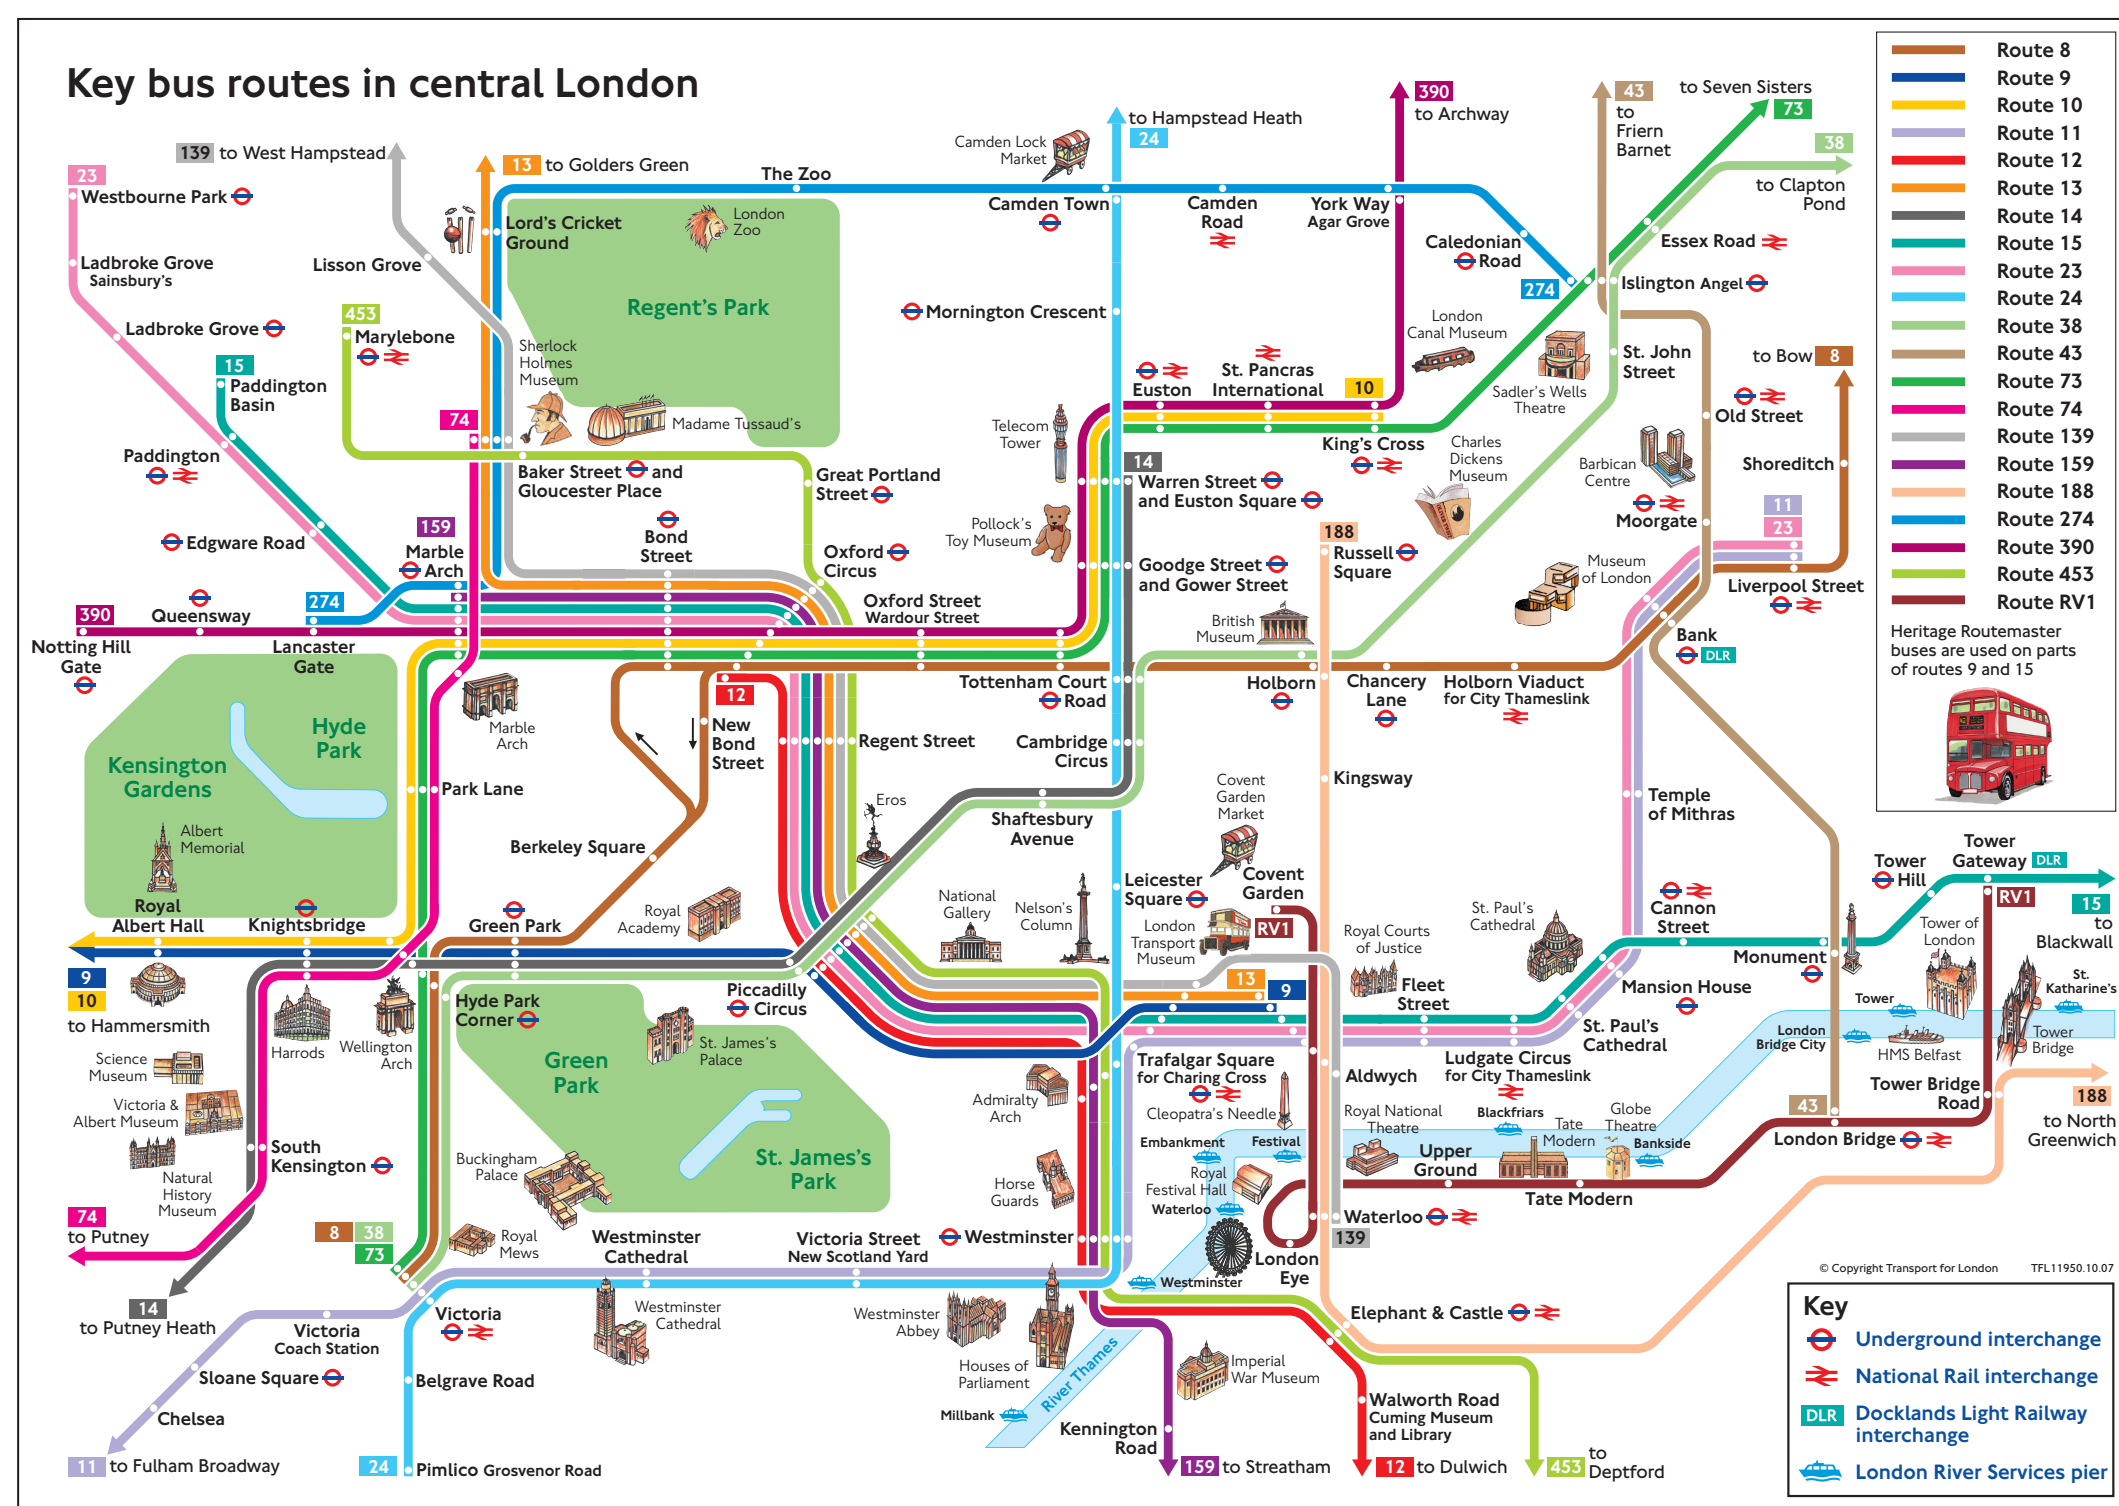 Key bus routes in central London
139 to West Hampstead
13 to Golders Green
23
Westbourne Park
Ladbroke Grove
Sainsbury's
Ladbroke Grove
Lisson Grove
Lord's Cricket
Ground
The Zoo
London
Zoo
Regent's Park
Camden Lock
Market
to Hampstead Heath
24
390
to Archway
43
to
Friern
Barnet
to Seven Sisters
73
38
to Clapton
Pond
Camden Town
Camden
Road
York Way
Agar Grove
Caledonian
Road
274
Essex Road
Islington Angel
Mornington Crescent
453
Marylebone
15
Paddington
Basin
Sherlock
Holmes
Museum
Madame Tussaud's
74
Paddington
Edgware Road
Baker Street and
Gloucester Place
Great Portland
Street
159
Marble
Arch
Bond
Street
Oxford
Circus
Telecom
Tower
Pollock's
Toy Museum
Euston
St. Pancras
International
10
King's Cross
London
Canal Museum
Sadler's Wells
Theatre
St. John
Street
to Bow 8
Old Street
Shoreditch
Barbican
Centre
Moorgate
11
23
Liverpool Street
14
Warren Street
and Euston Square
Charles
Dickens
Museum
OLIVER TWIST
188
Russell
Square
Museum
of London
Goodge Street
and Gower Street
British
Museum
Bank
DLR
390
Notting Hill
Gate
Queensway
274
Lancaster
Gate
Oxford Street
Wardour Street
Tottenham Court
Road
Holborn
Chancery
Lane
Holborn Viaduct
for City Thameslink
Marble
Arch
12
New
Bond
Street
Regent Street
Cambridge
Circus
Kensington
Gardens
Hyde
Park
Albert
Memorial
Park Lane
Berkeley Square
Eros
Shaftesbury
Avenue
Covent
Garden
Market
Kingsway
Temple
of Mithras
Royal
Albert Hall
Knightsbridge
Green Park
Royal
Academy
National
Gallery
Nelson's
Column
Leicester
Square
Covent
Garden
London
Transport
Museum
RV1
Royal Courts
of Justice
St. Paul's
Cathedral
Cannon
Street
Monument
Tower
Hill
Tower
Gateway DLR
RV1
15
to
Blackwall
Tower of
London
St.
Katharine's
9
10
to Hammersmith
Harrods
Wellington
Arch
Hyde Park
Corner
Piccadilly
Circus
13
9
Fleet
Street
Mansion House
St. Paul's
Cathedral
London
Bridge City
Tower
HMS Belfast
Tower
Bridge
Science
Museum
Victoria &
Albert Museum
Natural
History
Museum
South
Kensington
Green
Park
St. James's
Palace
St. James's
Park
Admiralty
Arch
Trafalgar Square
for Charing Cross
Cleopatra's Needle
Aldwych
Ludgate Circus
for City Thameslink
Royal National
Theatre
Blackfriars
Tate
Modern
Globe
Theatre
Bankside
Embankment
Festival
Royal
Festival Hall
Waterloo
Upper
Ground
Tate Modern
43
London Bridge
Tower Bridge
Road
188
to North
Greenwich
74
to Putney
14
to Putney Heath
8
38
73
Buckingham
Palace
Royal
Mews
Westminster
Cathedral
Victoria Street
New Scotland Yard
Horse
Guards
Westminster
Waterloo
139
London
Eye
Westminster
Victoria
Victoria
Coach Station
Westminster
Cathedral
Westminster
Abbey
Houses of
Parliament
River Thames
Millbank
Elephant & Castle
Imperial
War Museum
Sloane Square
Chelsea
Belgrave Road
11 to Fulham Broadway
24 Pimlico Grosvenor Road
Kennington
Road
159 to Streatham
Walworth Road
Cuming Museum
and Library
12 to Dulwich
453 to
Deptford
Route 8
Route 9
Route 10
Route 11
Route 12
Route 13
Route 14
Route 15
Route 23
Route 24
Route 38
Route 43
Route 73
Route 74
Route 139
Route 159
Route 188
Route 274
Route 390
Route 453
Route RV1
Heritage Routemaster
buses are used on parts
of routes 9 and 15
© Copyright Transport for London TFL11950.10.07
Key
Underground interchange
National Rail interchange
DLR Docklands Light Railway
interchange
London River Services pier